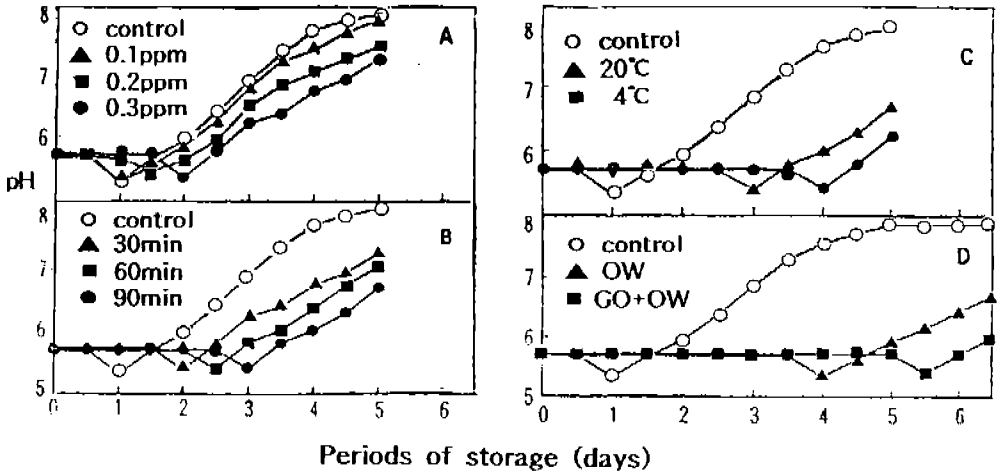 8
control
A
0.1ppm
7
0.2ppm
0.3ppm
6
pH
8
control
B
30min
7
60min
90min
6
5
0 1 2 3 4 5 6
8
control
C
20°C
7
4°C
6
8
control
D
OW
7
GO+OW
6
5
0 1 2 3 4 5 6
Periods of storage (days)